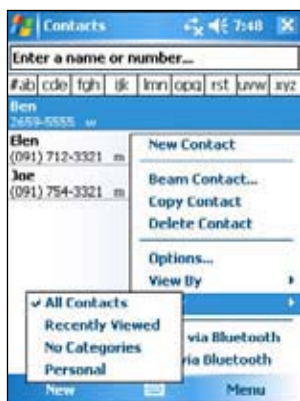 Contacts 7:48
Enter a name or number...
#ab cde fgh ijk lmn opq rst uvw xyz
Ben
2659-5555 w
Elen
(091) 712-3321 m
Joe
(091) 754-3321 m
New Contact
Beam Contact...
Copy Contact
Delete Contact
Options...
View By
via Bluetooth
via Bluetooth
All Contacts
Recently Viewed
No Categories
Personal
New Menu